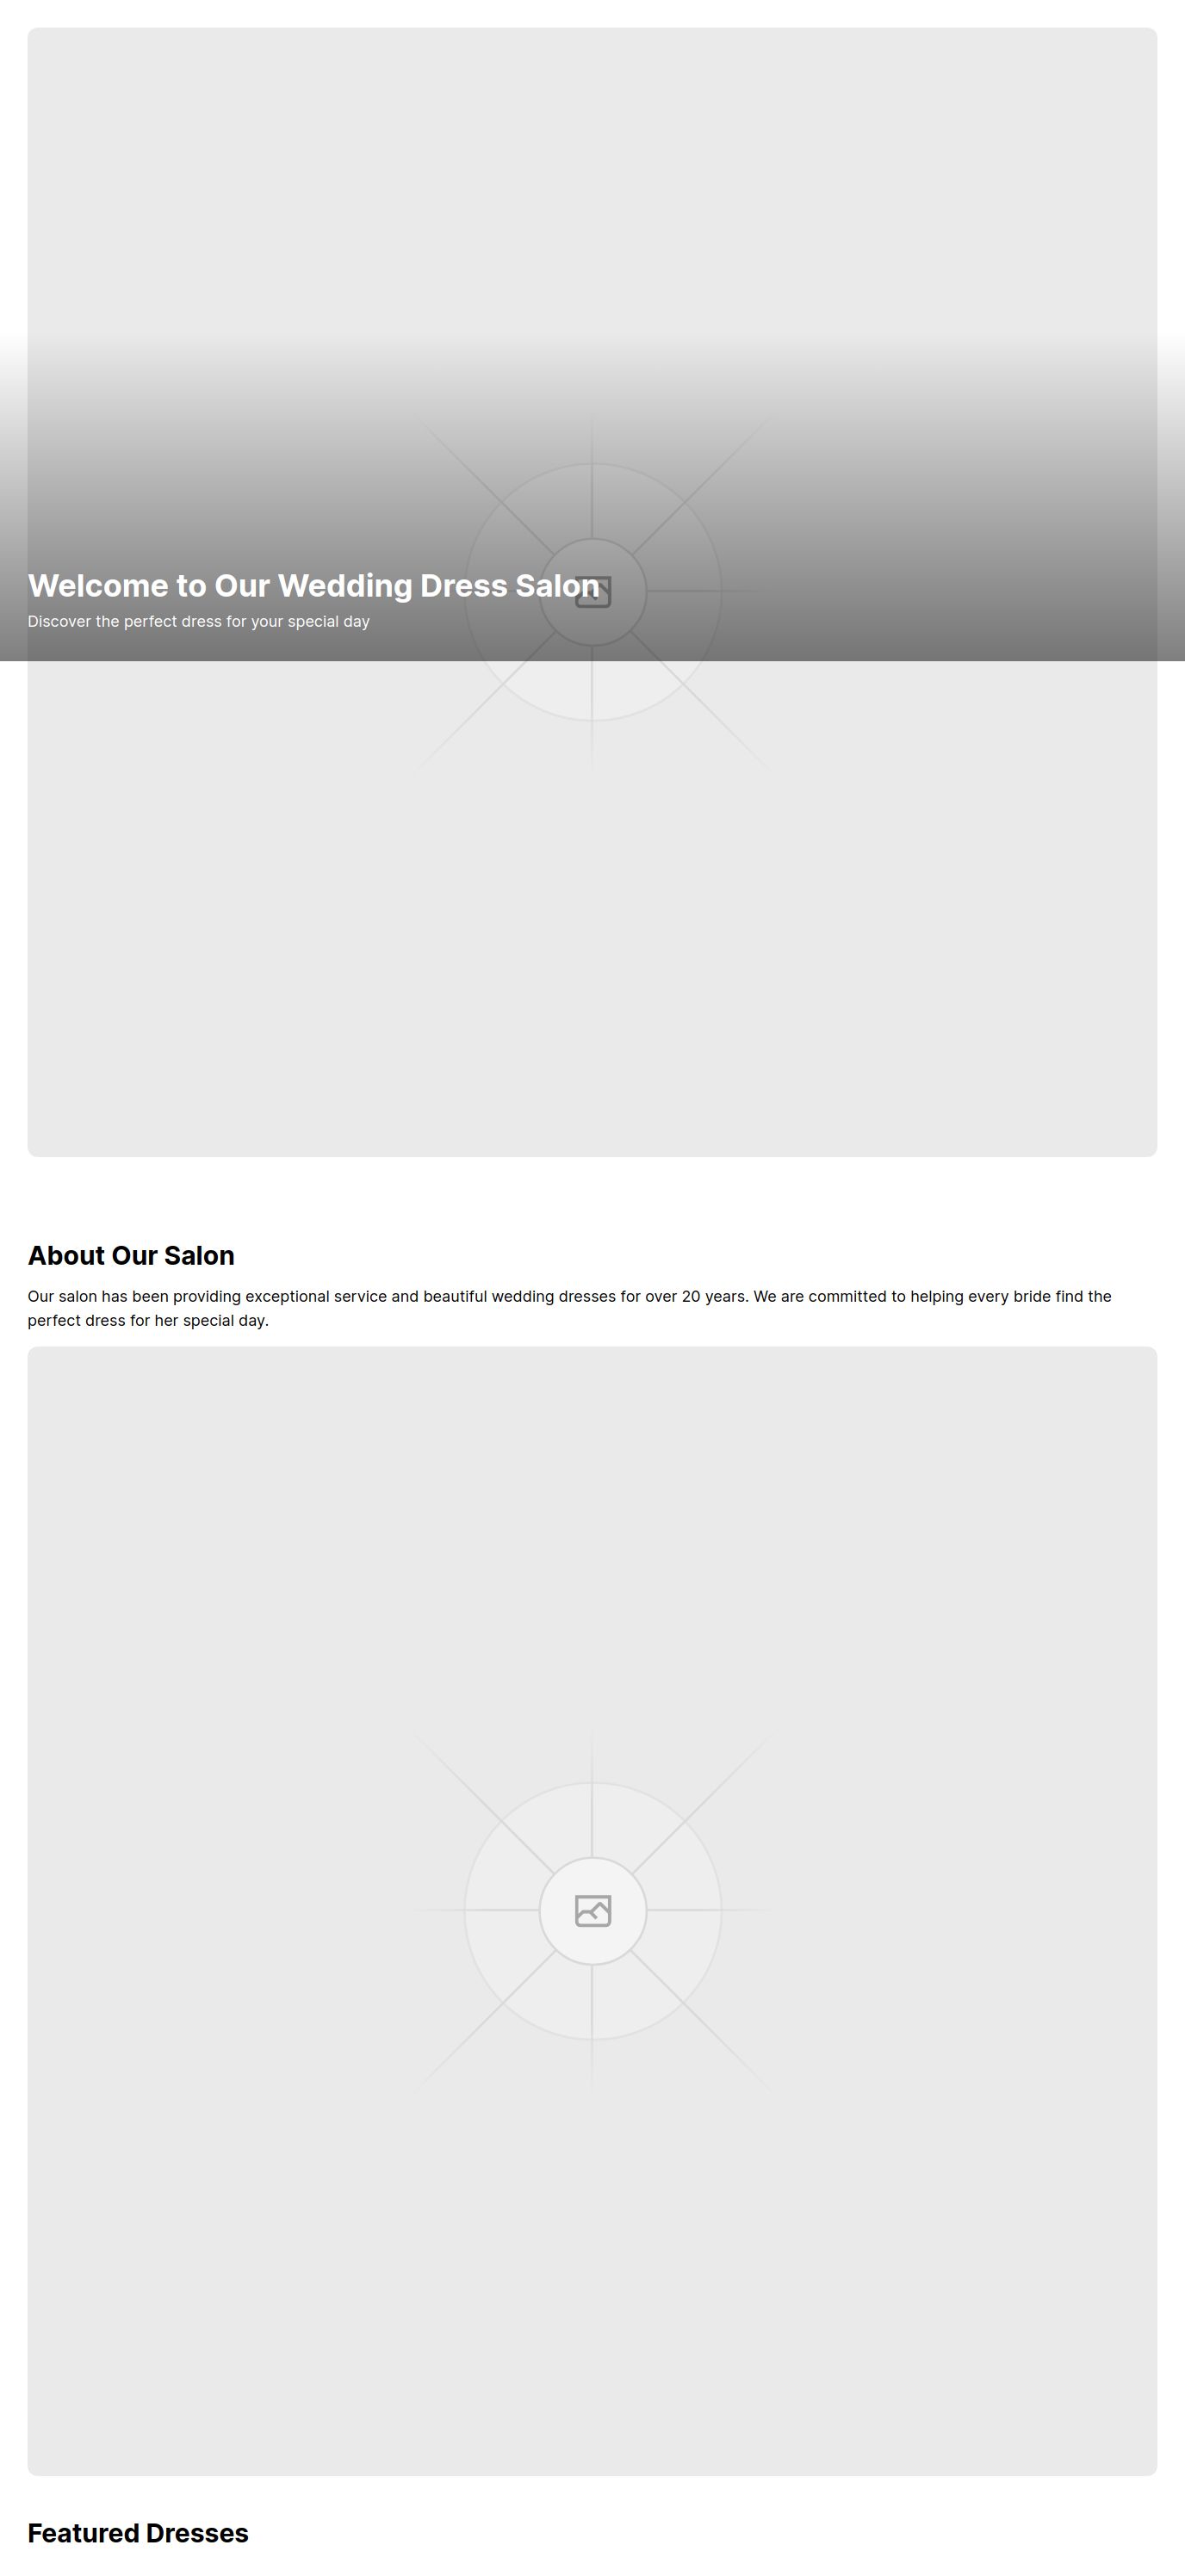 Welcome to Our Wedding Dress Salon
Discover the perfect dress for your special day
About Our Salon
Our salon has been providing exceptional service and beautiful wedding dresses for over 20 years. We are committed to helping every bride find the
perfect dress for her special day.
Featured Dresses